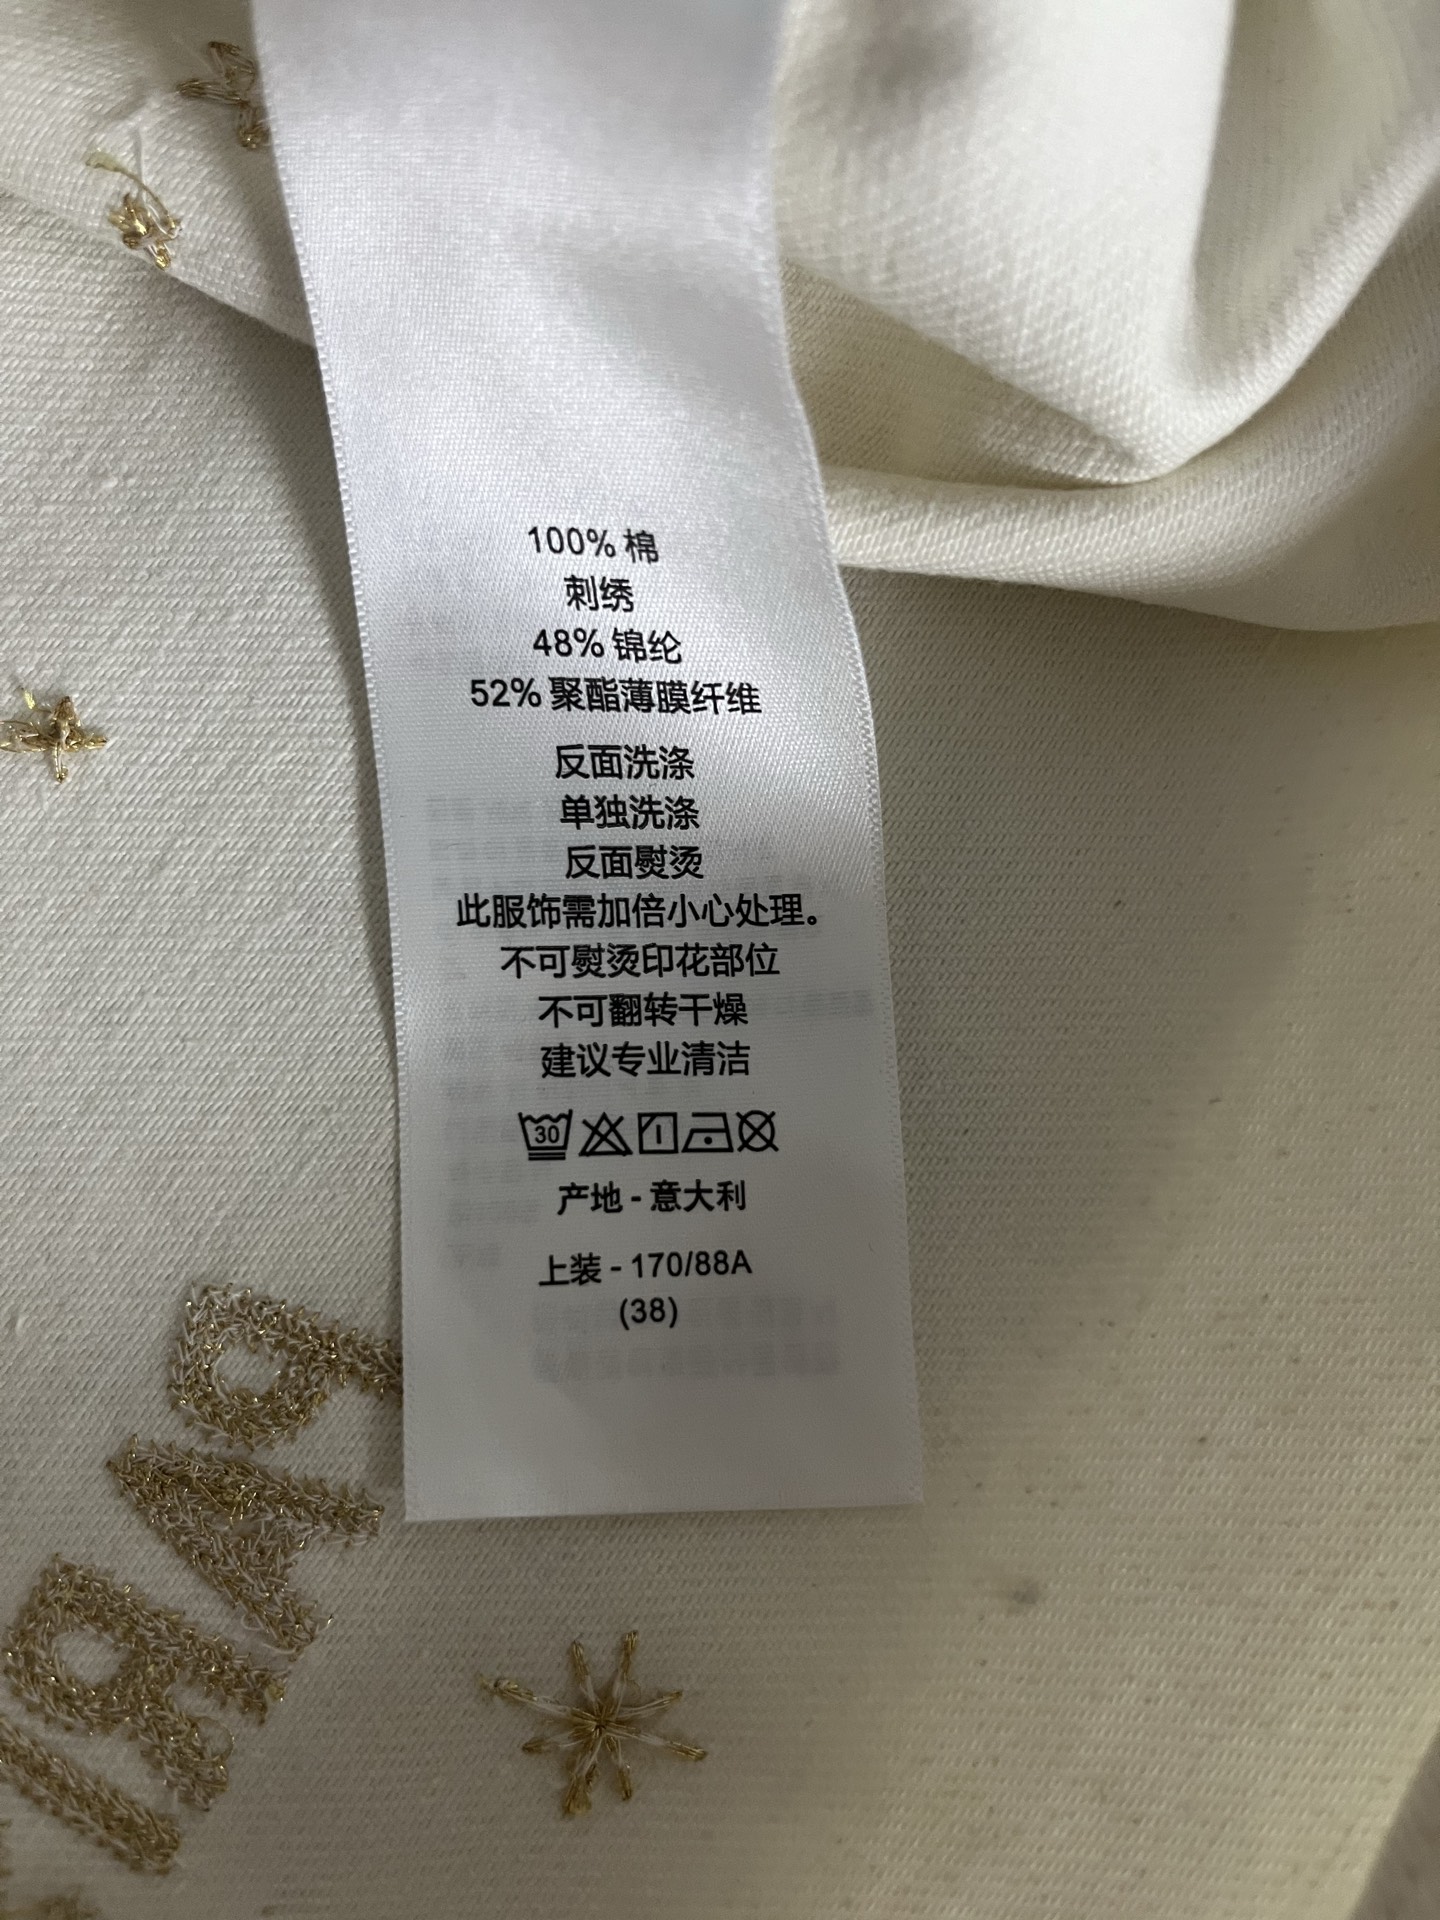 100% 棉
刺绣
48% 锦纶
52% 聚酯薄膜纤维
反面洗涤
单独洗涤
反面熨烫
此服饰需加倍小心处理。
不可熨烫印花部位
不可翻转干燥
建议专业清洁
30
产地 - 意大利
上装 - 170/88A
(38)
PARI